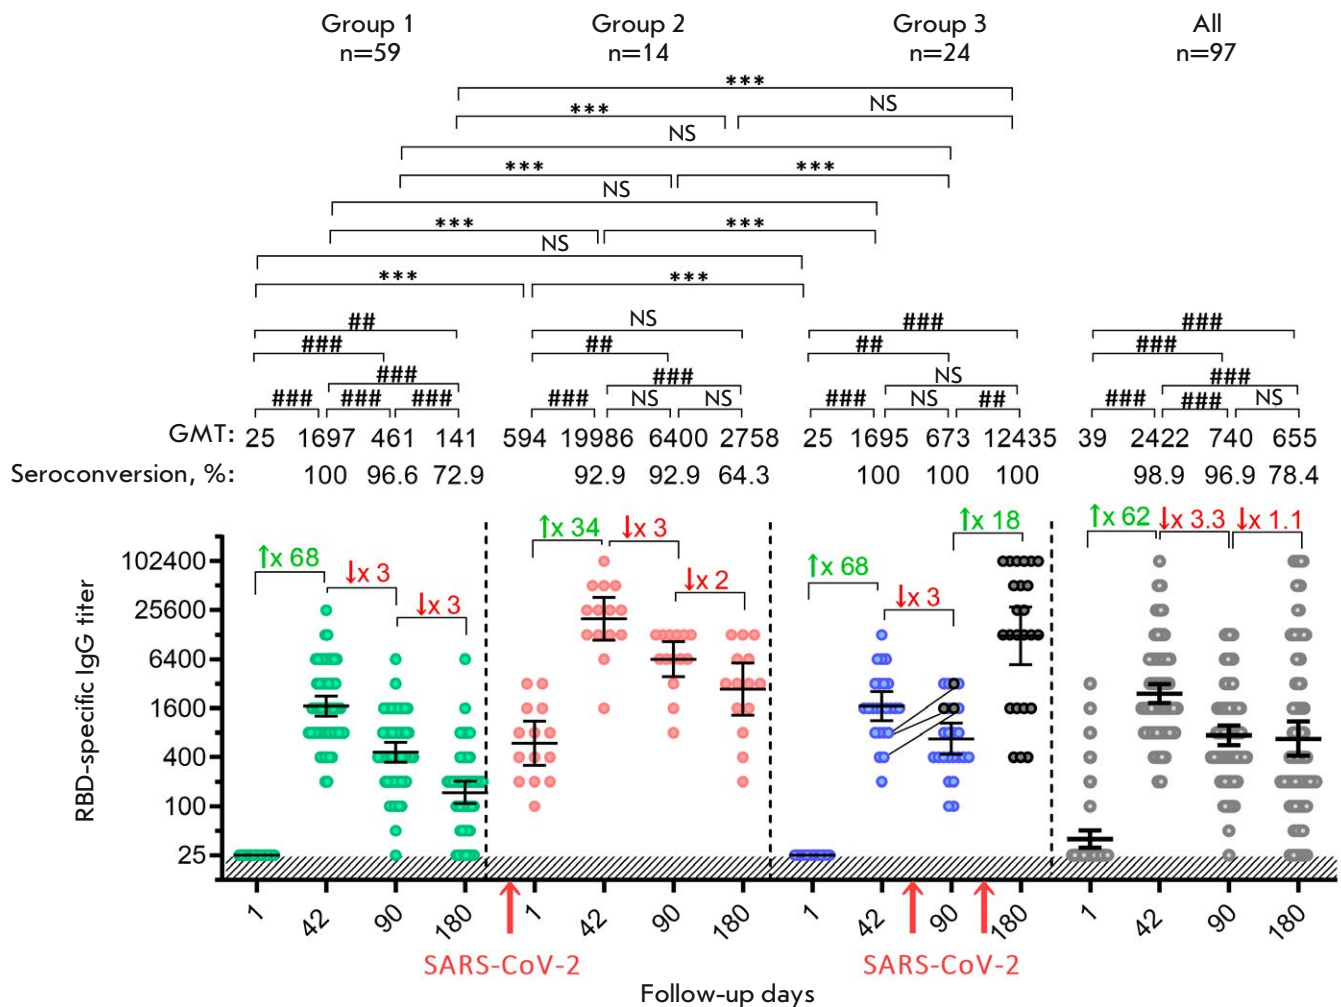 Group 1 Group 2 Group 3 All
n=59 n=14 n=24 n=97
***
*** NS
NS
*** ***
NS
*** ***
NS
*** ***
## NS ### ###
### ## ## ###
### ### NS ###
### ### ### ### NS NS ### NS ## ### ### NS
GMT: 25 1697 461 141 594 19986 6400 2758 25 1695 673 12435 39 2422 740 655
Seroconversion, %: 100 96.6 72.9 92.9 92.9 64.3 100 100 100 98.9 96.9 78.4
↑x 68 ↓x 3 ↓x 3 ↑x 34 ↓x 3 ↓x 2 ↑x 68 ↓x 3 ↑x 18 ↑x 62 ↓x 3.3 ↓x 1.1
RBD-specific IgG titer
102400
25600
6400
1600
400
100
25
1 42 90 180 1 42 90 180 1 42 90 180 1 42 90 180
SARS-CoV-2 SARS-CoV-2
Follow-up days